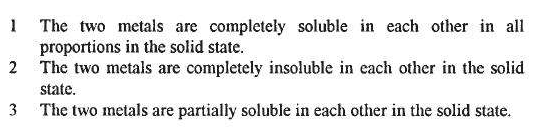 1 The two metals are completely soluble in each other in all
proportions in the solid state.
2 The two metals are completely insoluble in each other in the solid
state.
3 The two metals are partially soluble in each other in the solid state.